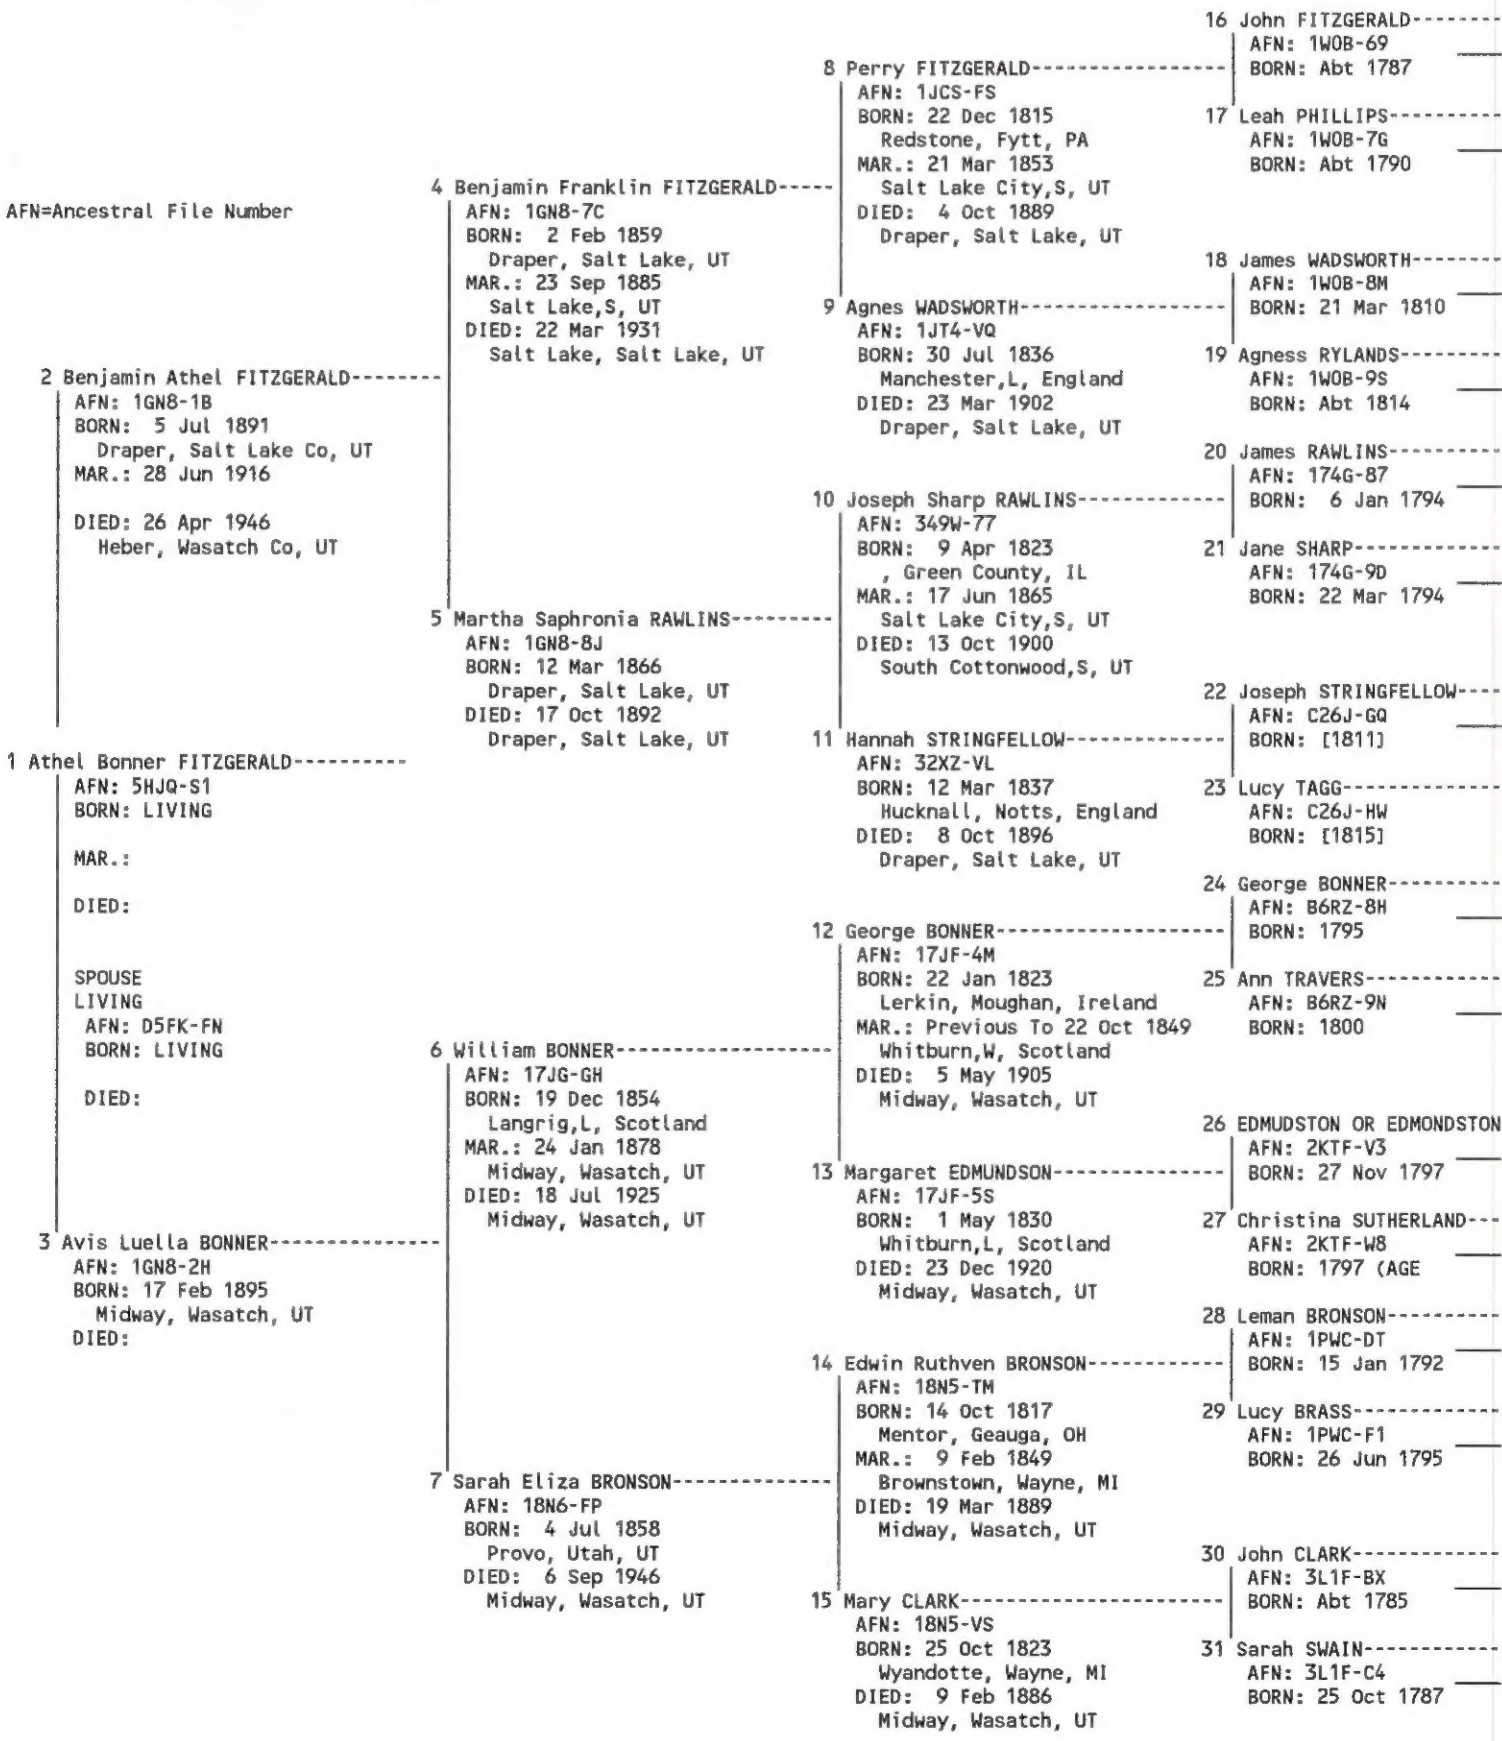 AFN=Ancestral File Number
1 Athel Bonner FITZGERALD----------
AFN: 5HJQ-S1
BORN: LIVING
MAR.:
DIED:
SPOUSE
LIVING
AFN: D5FK-FN
BORN: LIVING
DIED:
2 Benjamin Athel FITZGERALD--------
AFN: 1GN8-1B
BORN: 5 Jul 1891
Draper, Salt Lake Co, UT
MAR.: 28 Jun 1916
DIED: 26 Apr 1946
Heber, Wasatch Co, UT
3 Avis Luella BONNER---------------
AFN: 1GN8-2H
BORN: 17 Feb 1895
Midway, Wasatch, UT
DIED:
4 Benjamin Franklin FITZGERALD-----
AFN: 1GN8-7C
BORN: 2 Feb 1859
Draper, Salt Lake, UT
MAR.: 23 Sep 1885
Salt Lake,S, UT
DIED: 22 Mar 1931
Salt Lake, Salt Lake, UT
5 Martha Saphronia RAWLINS---------
AFN: 1GN8-8J
BORN: 12 Mar 1866
Draper, Salt Lake, UT
DIED: 17 Oct 1892
Draper, Salt Lake, UT
6 William BONNER-------------------
AFN: 17JG-GH
BORN: 19 Dec 1854
Langrig,L, Scotland
MAR.: 24 Jan 1878
Midway, Wasatch, UT
DIED: 18 Jul 1925
Midway, Wasatch, UT
7 Sarah Eliza BRONSON--------------
AFN: 18N6-FP
BORN: 4 Jul 1858
Provo, Utah, UT
DIED: 6 Sep 1946
Midway, Wasatch, UT
8 Perry FITZGERALD-----------------
AFN: 1JCS-FS
BORN: 22 Dec 1815
Redstone, Fytt, PA
MAR.: 21 Mar 1853
Salt Lake City,S, UT
DIED: 4 Oct 1889
Draper, Salt Lake, UT
9 Agnes WADSWORTH------------------
AFN: 1JT4-VQ
BORN: 30 Jul 1836
Manchester,L, England
DIED: 23 Mar 1902
Draper, Salt Lake, UT
10 Joseph Sharp RAWLINS-------------
AFN: 349W-77
BORN: 9 Apr 1823
, Green County, IL
MAR.: 17 Jun 1865
Salt Lake City,S, UT
DIED: 13 Oct 1900
South Cottonwood,S, UT
11 Hannah STRINGFELLOW--------------
AFN: 32XZ-VL
BORN: 12 Mar 1837
Hucknall, Notts, England
DIED: 8 Oct 1896
Draper, Salt Lake, UT
12 George BONNER--------------------
AFN: 17JF-4M
BORN: 22 Jan 1823
Lerkin, Moughan, Ireland
MAR.: Previous To 22 Oct 1849
Whitburn,W, Scotland
DIED: 5 May 1905
Midway, Wasatch, UT
13 Margaret EDMUNDSON---------------
AFN: 17JF-5S
BORN: 1 May 1830
Whitburn,L, Scotland
DIED: 23 Dec 1920
Midway, Wasatch, UT
14 Edwin Ruthven BRONSON------------
AFN: 18N5-TM
BORN: 14 Oct 1817
Mentor, Geauga, OH
MAR.: 9 Feb 1849
Brownstown, Wayne, MI
DIED: 19 Mar 1889
Midway, Wasatch, UT
15 Mary CLARK-----------------------
AFN: 18N5-VS
BORN: 25 Oct 1823
Wyandotte, Wayne, MI
DIED: 9 Feb 1886
Midway, Wasatch, UT
16 John FITZGERALD--------
AFN: 1W0B-69
BORN: Abt 1787
17 Leah PHILLIPS----------
AFN: 1W0B-7G
BORN: Abt 1790
18 James WADSWORTH--------
AFN: 1W0B-8M
BORN: 21 Mar 1810
19 Agness RYLANDS---------
AFN: 1W0B-9S
BORN: Abt 1814
20 James RAWLINS----------
AFN: 174G-87
BORN: 6 Jan 1794
21 Jane SHARP-------------
AFN: 174G-9D
BORN: 22 Mar 1794
22 Joseph STRINGFELLOW----
AFN: C26J-GQ
BORN: [1811]
23 Lucy TAGG--------------
AFN: C26J-HW
BORN: [1815]
24 George BONNER----------
AFN: B6RZ-8H
BORN: 1795
25 Ann TRAVERS------------
AFN: B6RZ-9N
BORN: 1800
26 EDMUDSTON OR EDMONDSTON
AFN: 2KTF-V3
BORN: 27 Nov 1797
27 Christina SUTHERLAND---
AFN: 2KTF-W8
BORN: 1797 (AGE
28 Leman BRONSON----------
AFN: 1PWC-DT
BORN: 15 Jan 1792
29 Lucy BRASS-------------
AFN: 1PWC-F1
BORN: 26 Jun 1795
30 John CLARK-------------
AFN: 3L1F-BX
BORN: Abt 1785
31 Sarah SWAIN------------
AFN: 3L1F-C4
BORN: 25 Oct 1787